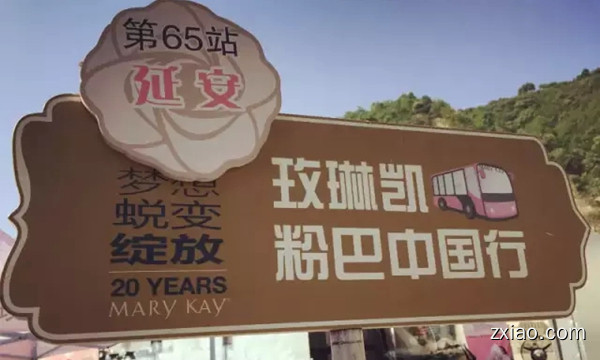 第65站
延安
梦想
蜕变
绽放
20 YEARS
MARY KAY
玫琳凯
粉巴中国行
zxiao.com